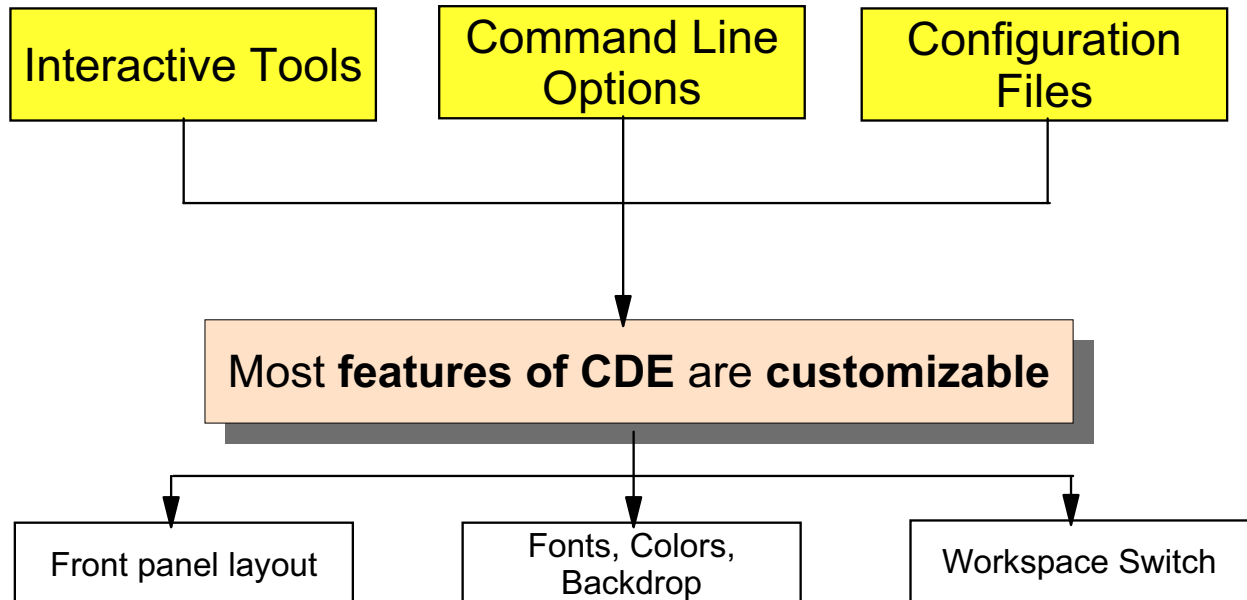 Interactive Tools
Command Line
Options
Configuration
Files
Most features of CDE are customizable
Front panel layout
Fonts, Colors,
Backdrop
Workspace Switch